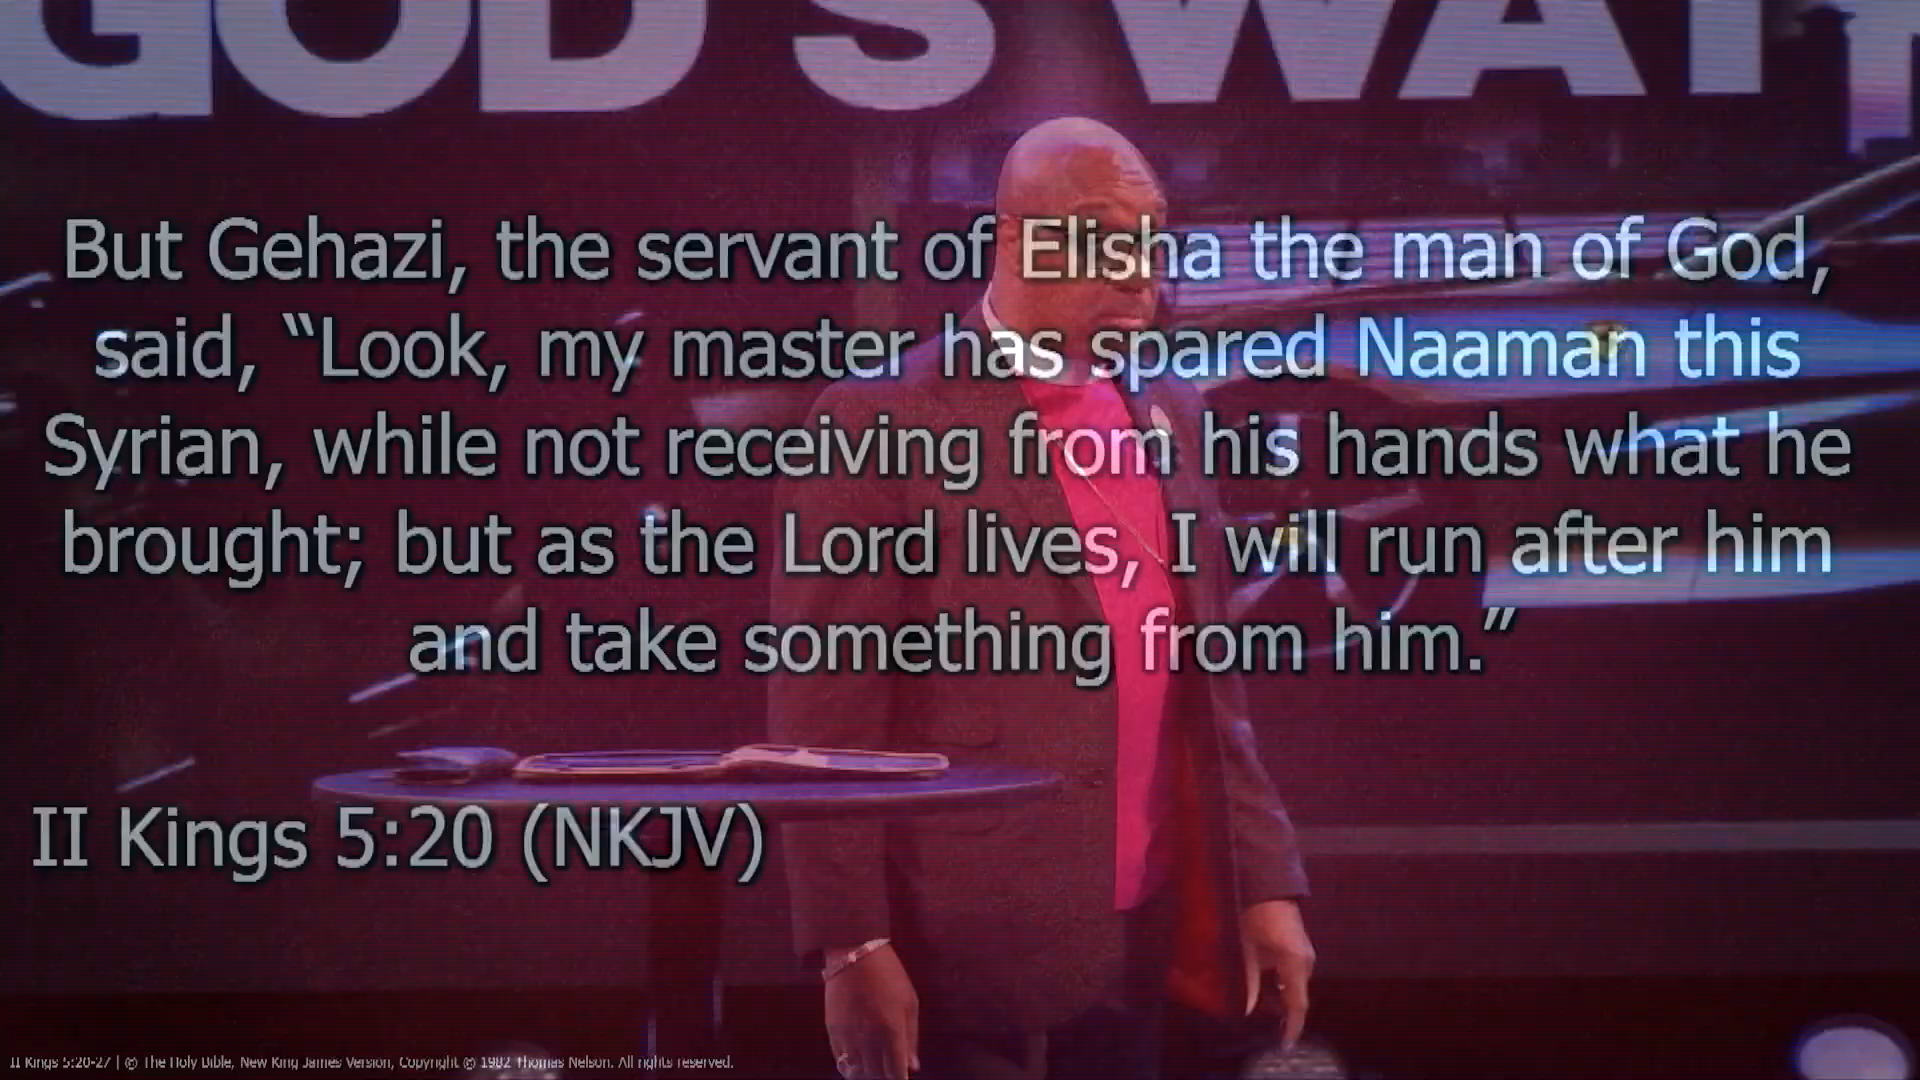 GOD'S WAY
But Gehazi, the servant of Elisha the man of God,
said, “Look, my master has spared Naaman this
Syrian, while not receiving from his hands what he
brought; but as the Lord lives, I will run after him
and take something from him.”
II Kings 5:20 (NKJV)
II Kings 5:20-27 | © The Holy Bible, New King James Version, Copyright © 1982 Thomas Nelson. All rights reserved.